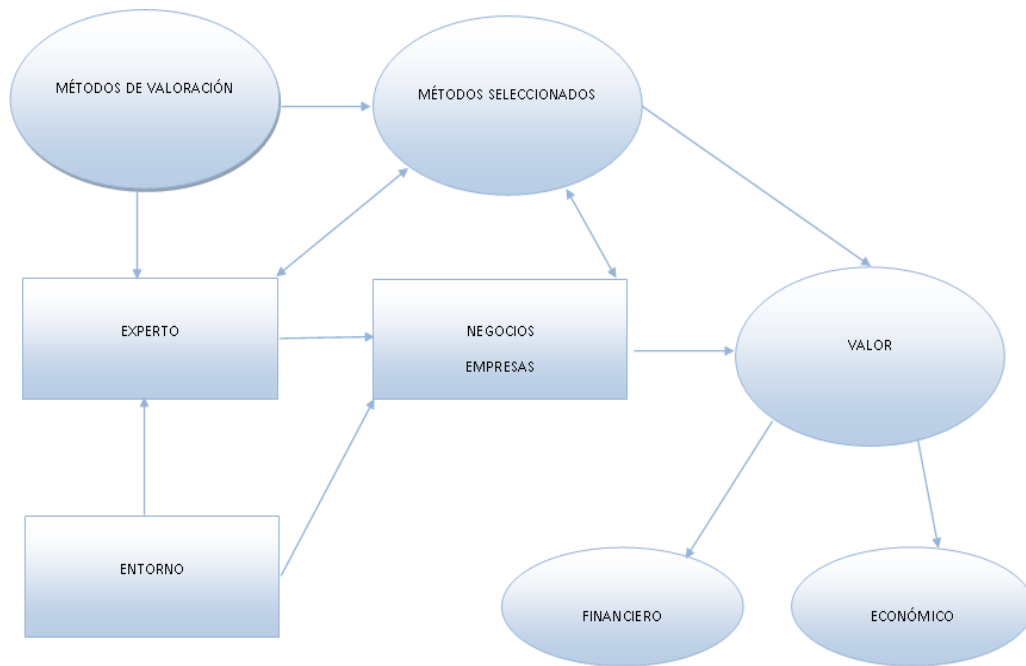 MÉTODOS DE VALORACIÓN
MÉTODOS SELECCIONADOS
EXPERTO
NEGOCIOS
EMPRESAS
VALOR
ENTORNO
FINANCIERO
ECONÓMICO